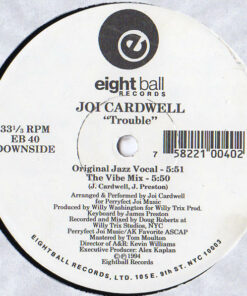 e
eight ball
RECORDS
JOI CARDWELL
"Trouble"
33⅓ RPM
EB 40
DOWNSIDE
7 58221 00402
Original Jazz Vocal - 5:51
The Vibe Mix - 5:50
(J. Cardwell, J. Preston)
Arranged & Performed by Joi Cardwell
for Perryfect Joi Music
Produced by Willy Washington for Willy Trix Prod.
Keyboard by James Preston
Recorded and Mixed by Doug Roberts at
Willy Trix Studios, NYC
Perryfect Joi Music/AK Favorite ASCAP
Mastered by Tom Moulton
Director of A&R: Kevin Williams
Executive Producer: Alex Kaplan
©℗1994
Eightball Records
EIGHTBALL RECORDS, LTD. 105 E. 9th ST. NYC 10003